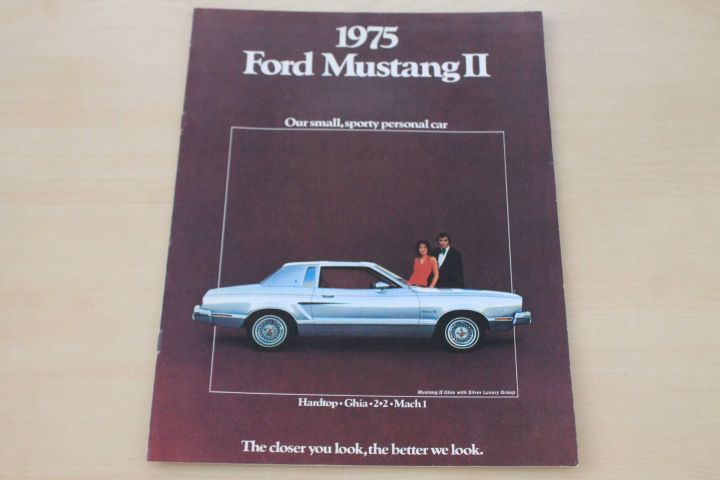 1975
Ford Mustang II
Our small, sporty personal car
Mustang II Ghia with Silver Luxury Group
Hardtop • Ghia • 2+2 • Mach 1
The closer you look, the better we look.